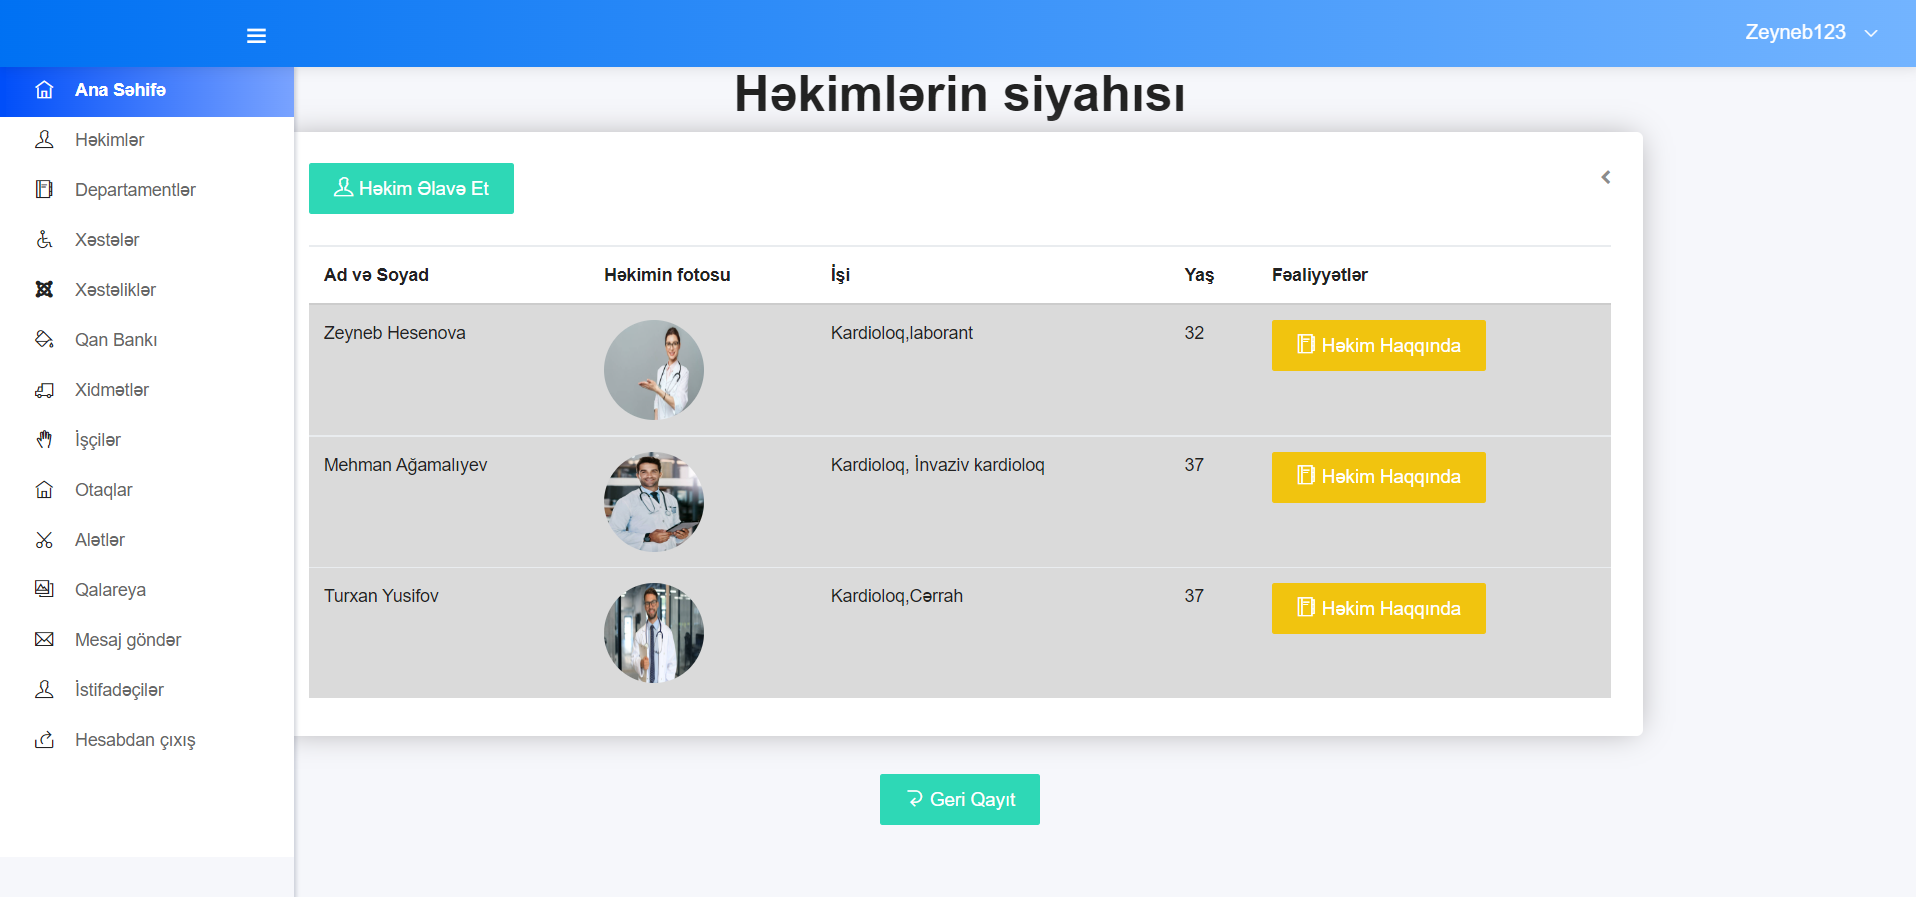 Zeyneb123
Ana Səhifə
Həkimlər
Departamentlər
Xəstələr
Xəstəliklər
Qan Bankı
Xidmətlər
İşçilər
Otaqlar
Alətlər
Qalareya
Mesaj göndər
İstifadəçilər
Hesabdan çıxış
Həkimlərin siyahısı
Həkim Əlavə Et
Ad və Soyad Həkimin fotosu İşi Yaş Fəaliyyətlər
Zeyneb Hesenova Kardioloq,laborant 32 Həkim Haqqında
Mehman Ağamalıyev Kardioloq, İnvaziv kardioloq 37 Həkim Haqqında
Turxan Yusifov Kardioloq,Cərrah 37 Həkim Haqqında
Geri Qayıt